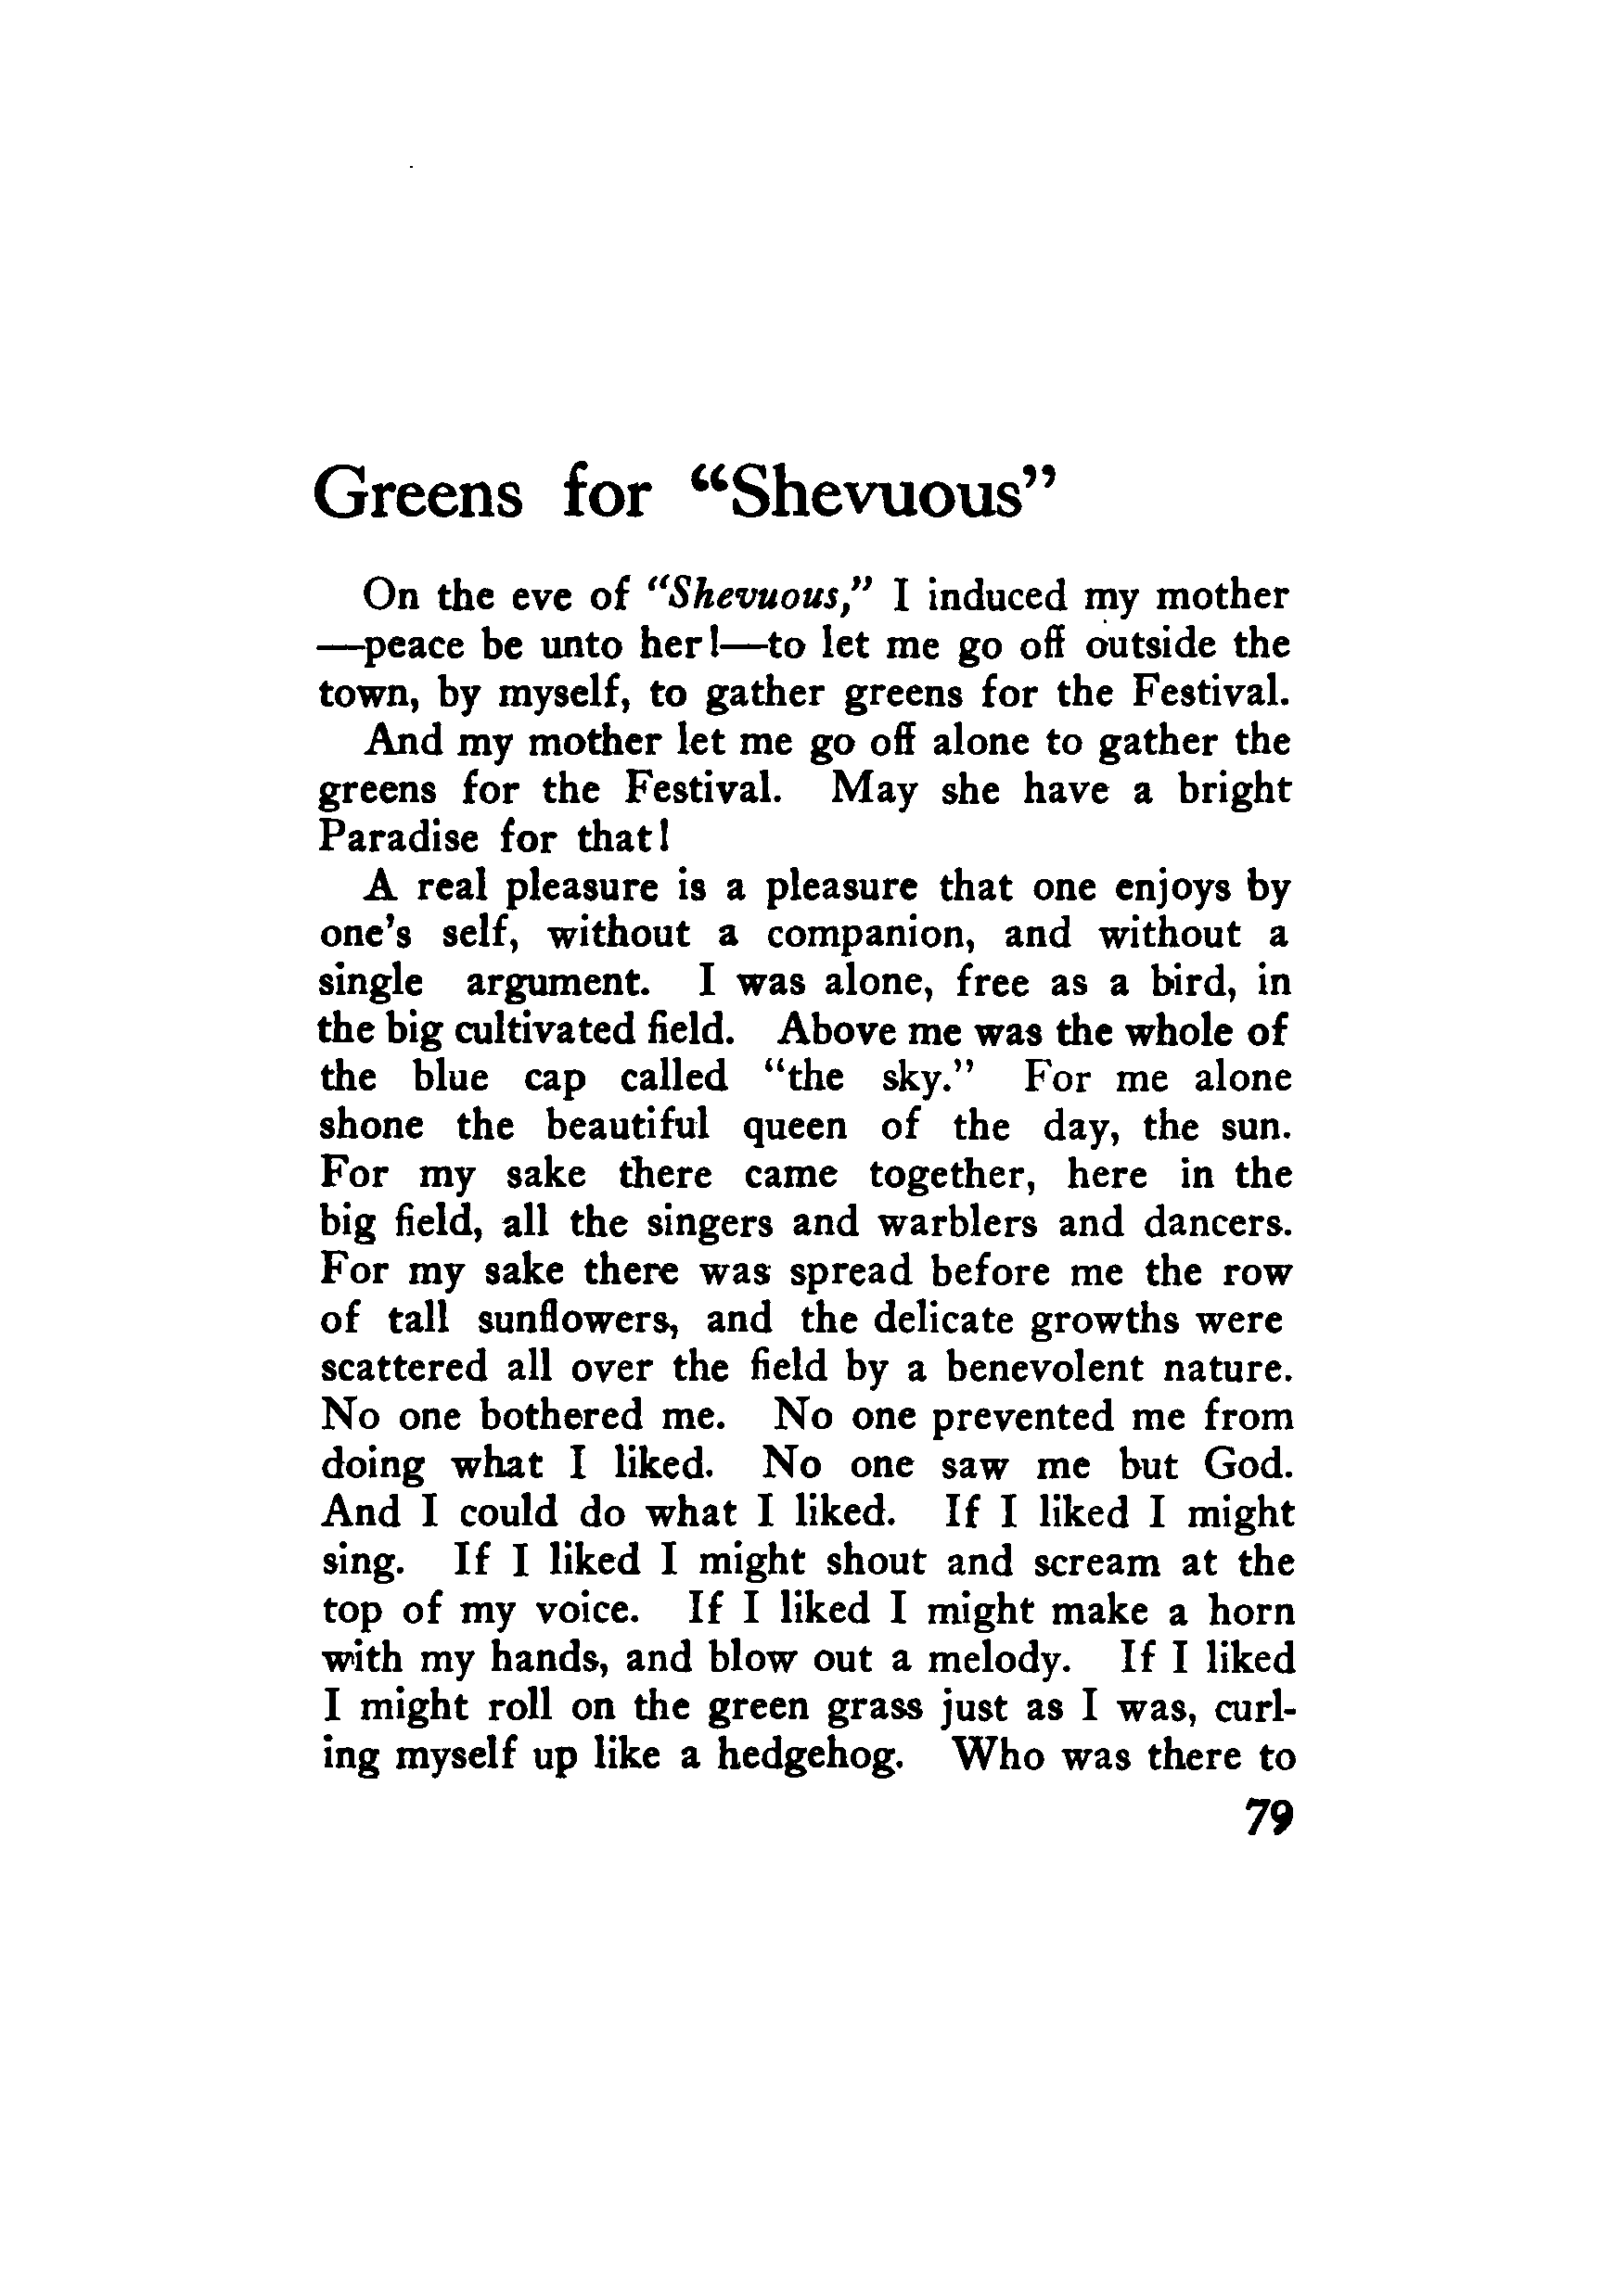 Greens for “Shevuous”
On the eve of “Shevuous,” I induced my mother
—peace be unto her!—to let me go off outside the
town, by myself, to gather greens for the Festival.
And my mother let me go off alone to gather the
greens for the Festival. May she have a bright
Paradise for that!
A real pleasure is a pleasure that one enjoys by
one’s self, without a companion, and without a
single argument. I was alone, free as a bird, in
the big cultivated field. Above me was the whole of
the blue cap called “the sky.” For me alone
shone the beautiful queen of the day, the sun.
For my sake there came together, here in the
big field, all the singers and warblers and dancers.
For my sake there was spread before me the row
of tall sunflowers, and the delicate growths were
scattered all over the field by a benevolent nature.
No one bothered me. No one prevented me from
doing what I liked. No one saw me but God.
And I could do what I liked. If I liked I might
sing. If I liked I might shout and scream at the
top of my voice. If I liked I might make a horn
with my hands, and blow out a melody. If I liked
I might roll on the green grass just as I was, curl-
ing myself up like a hedgehog. Who was there to
79